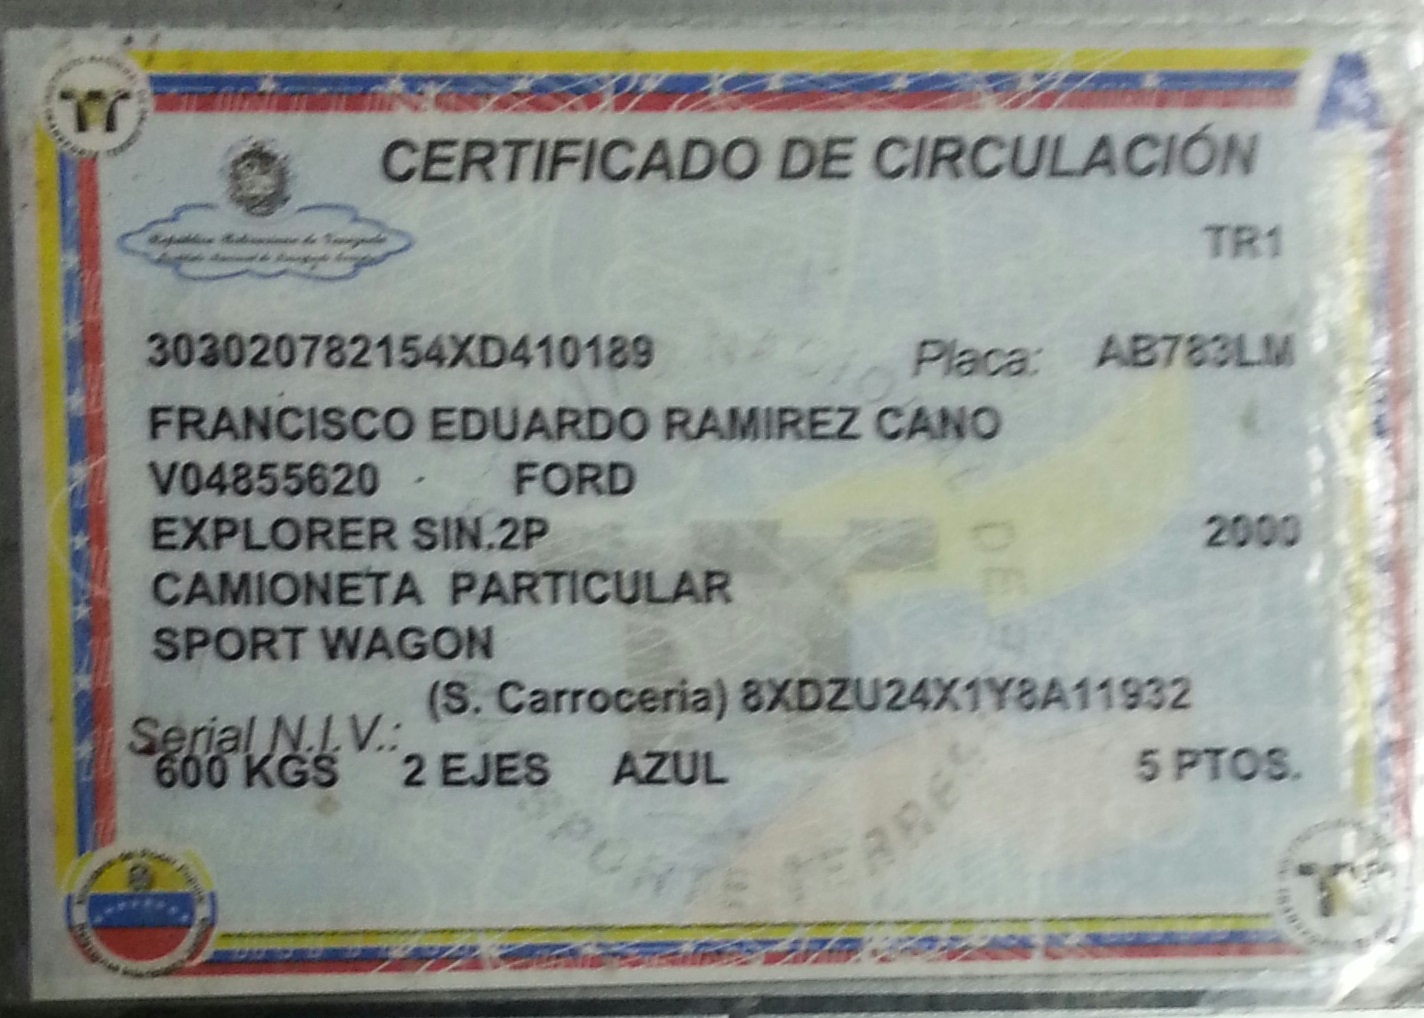 CERTIFICADO DE CIRCULACIÓN
TR1
303020782154XD410189 Placa: AB783LM
FRANCISCO EDUARDO RAMIREZ CANO
V04855620 FORD
EXPLORER SIN.2P 2000
CAMIONETA PARTICULAR
SPORT WAGON
Serial N.I.V.: (S. Carroceria) 8XDZU24X1Y8A11932
600 KGS 2 EJES AZUL 5 PTOS.